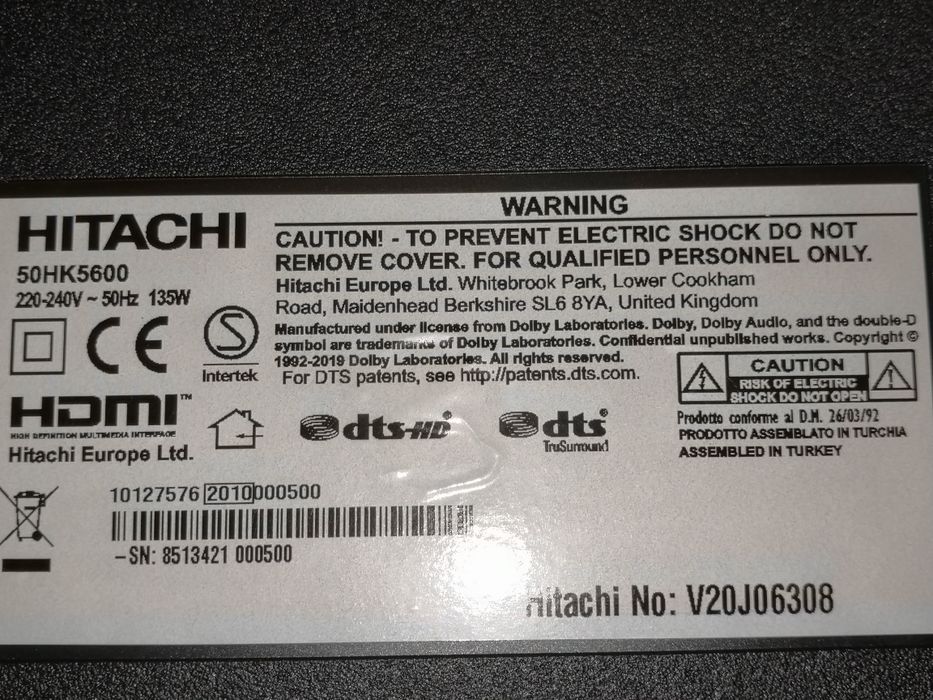 HITACHI
50HK5600
220-240V ~ 50Hz 135W
S
Intertek
HDMI™
HIGH DEFINITION MULTIMEDIA INTERFACE
Hitachi Europe Ltd.
WARNING
CAUTION! - TO PREVENT ELECTRIC SHOCK DO NOT
REMOVE COVER. FOR QUALIFIED PERSONNEL ONLY.
Hitachi Europe Ltd. Whitebrook Park, Lower Cookham
Road, Maidenhead Berkshire SL6 8YA, United Kingdom
Manufactured under license from Dolby Laboratories. Dolby, Dolby Audio, and the double-D
symbol are trademarks of Dolby Laboratories. Confidential unpublished works. Copyright ©
1992-2019 Dolby Laboratories. All rights reserved.
For DTS patents, see http://patents.dts.com.
CAUTION
RISK OF ELECTRIC
SHOCK DO NOT OPEN
dts-HD®
dts®
TruSurround
Prodotto conforme al D.M. 26/03/92
PRODOTTO ASSEMBLATO IN TURCHIA
ASSEMBLED IN TURKEY
10127576 2010 000500
-SN: 8513421 000500
Hitachi No: V20J06308